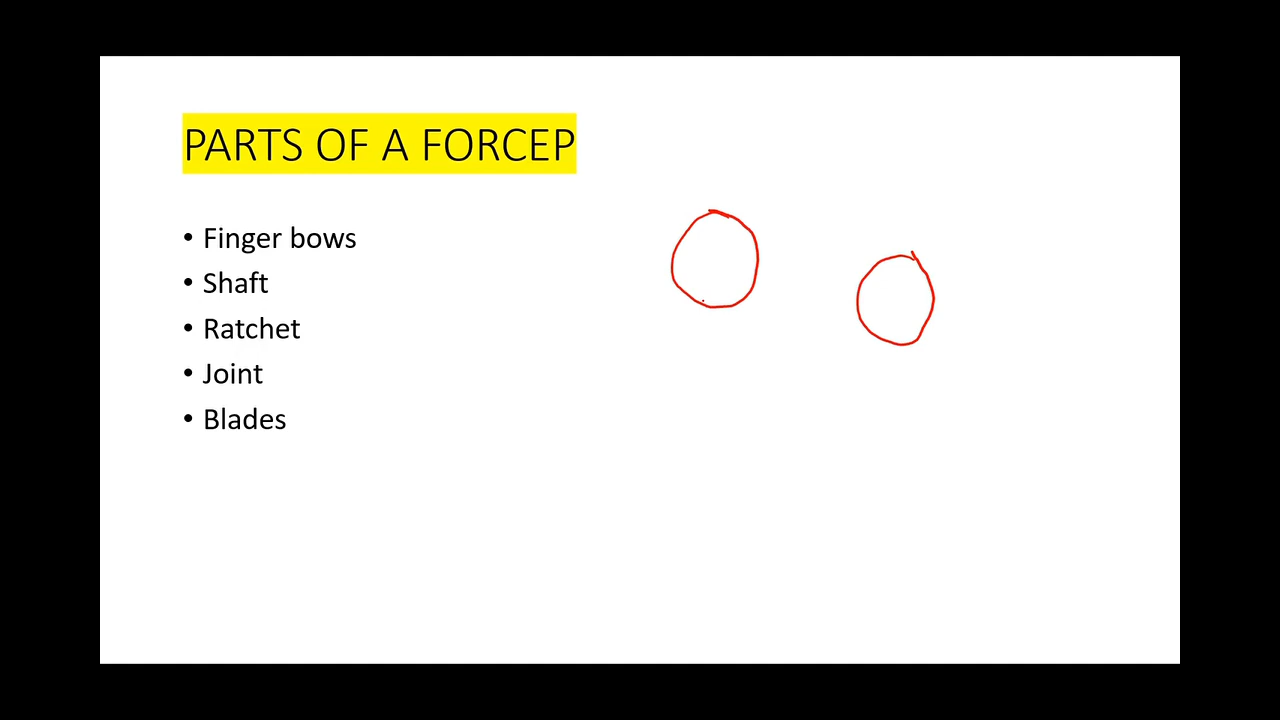 PARTS OF A FORCEP
• Finger bows
• Shaft
• Ratchet
• Joint
• Blades